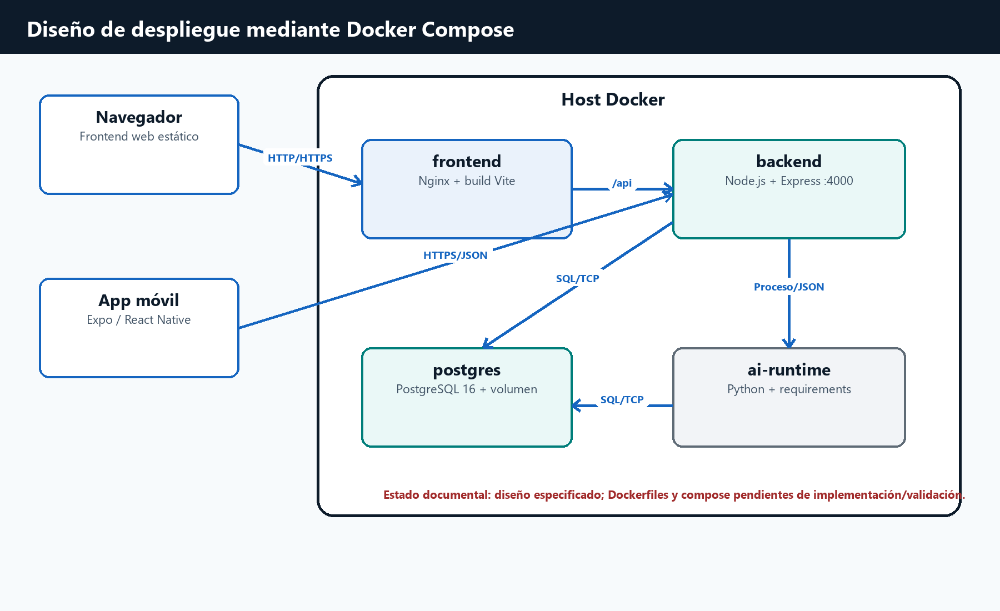 Diseño de despliegue mediante Docker Compose
Host Docker
Navegador
Frontend web estático
HTTP/HTTPS
frontend
Nginx + build Vite
/api
backend
Node.js + Express :4000
HTTPS/JSON
SQL/TCP
Proceso/JSON
App móvil
Expo / React Native
postgres
PostgreSQL 16 + volumen
SQL/TCP
ai-runtime
Python + requirements
Estado documental: diseño especificado; Dockerfiles y compose pendientes de implementación/validación.